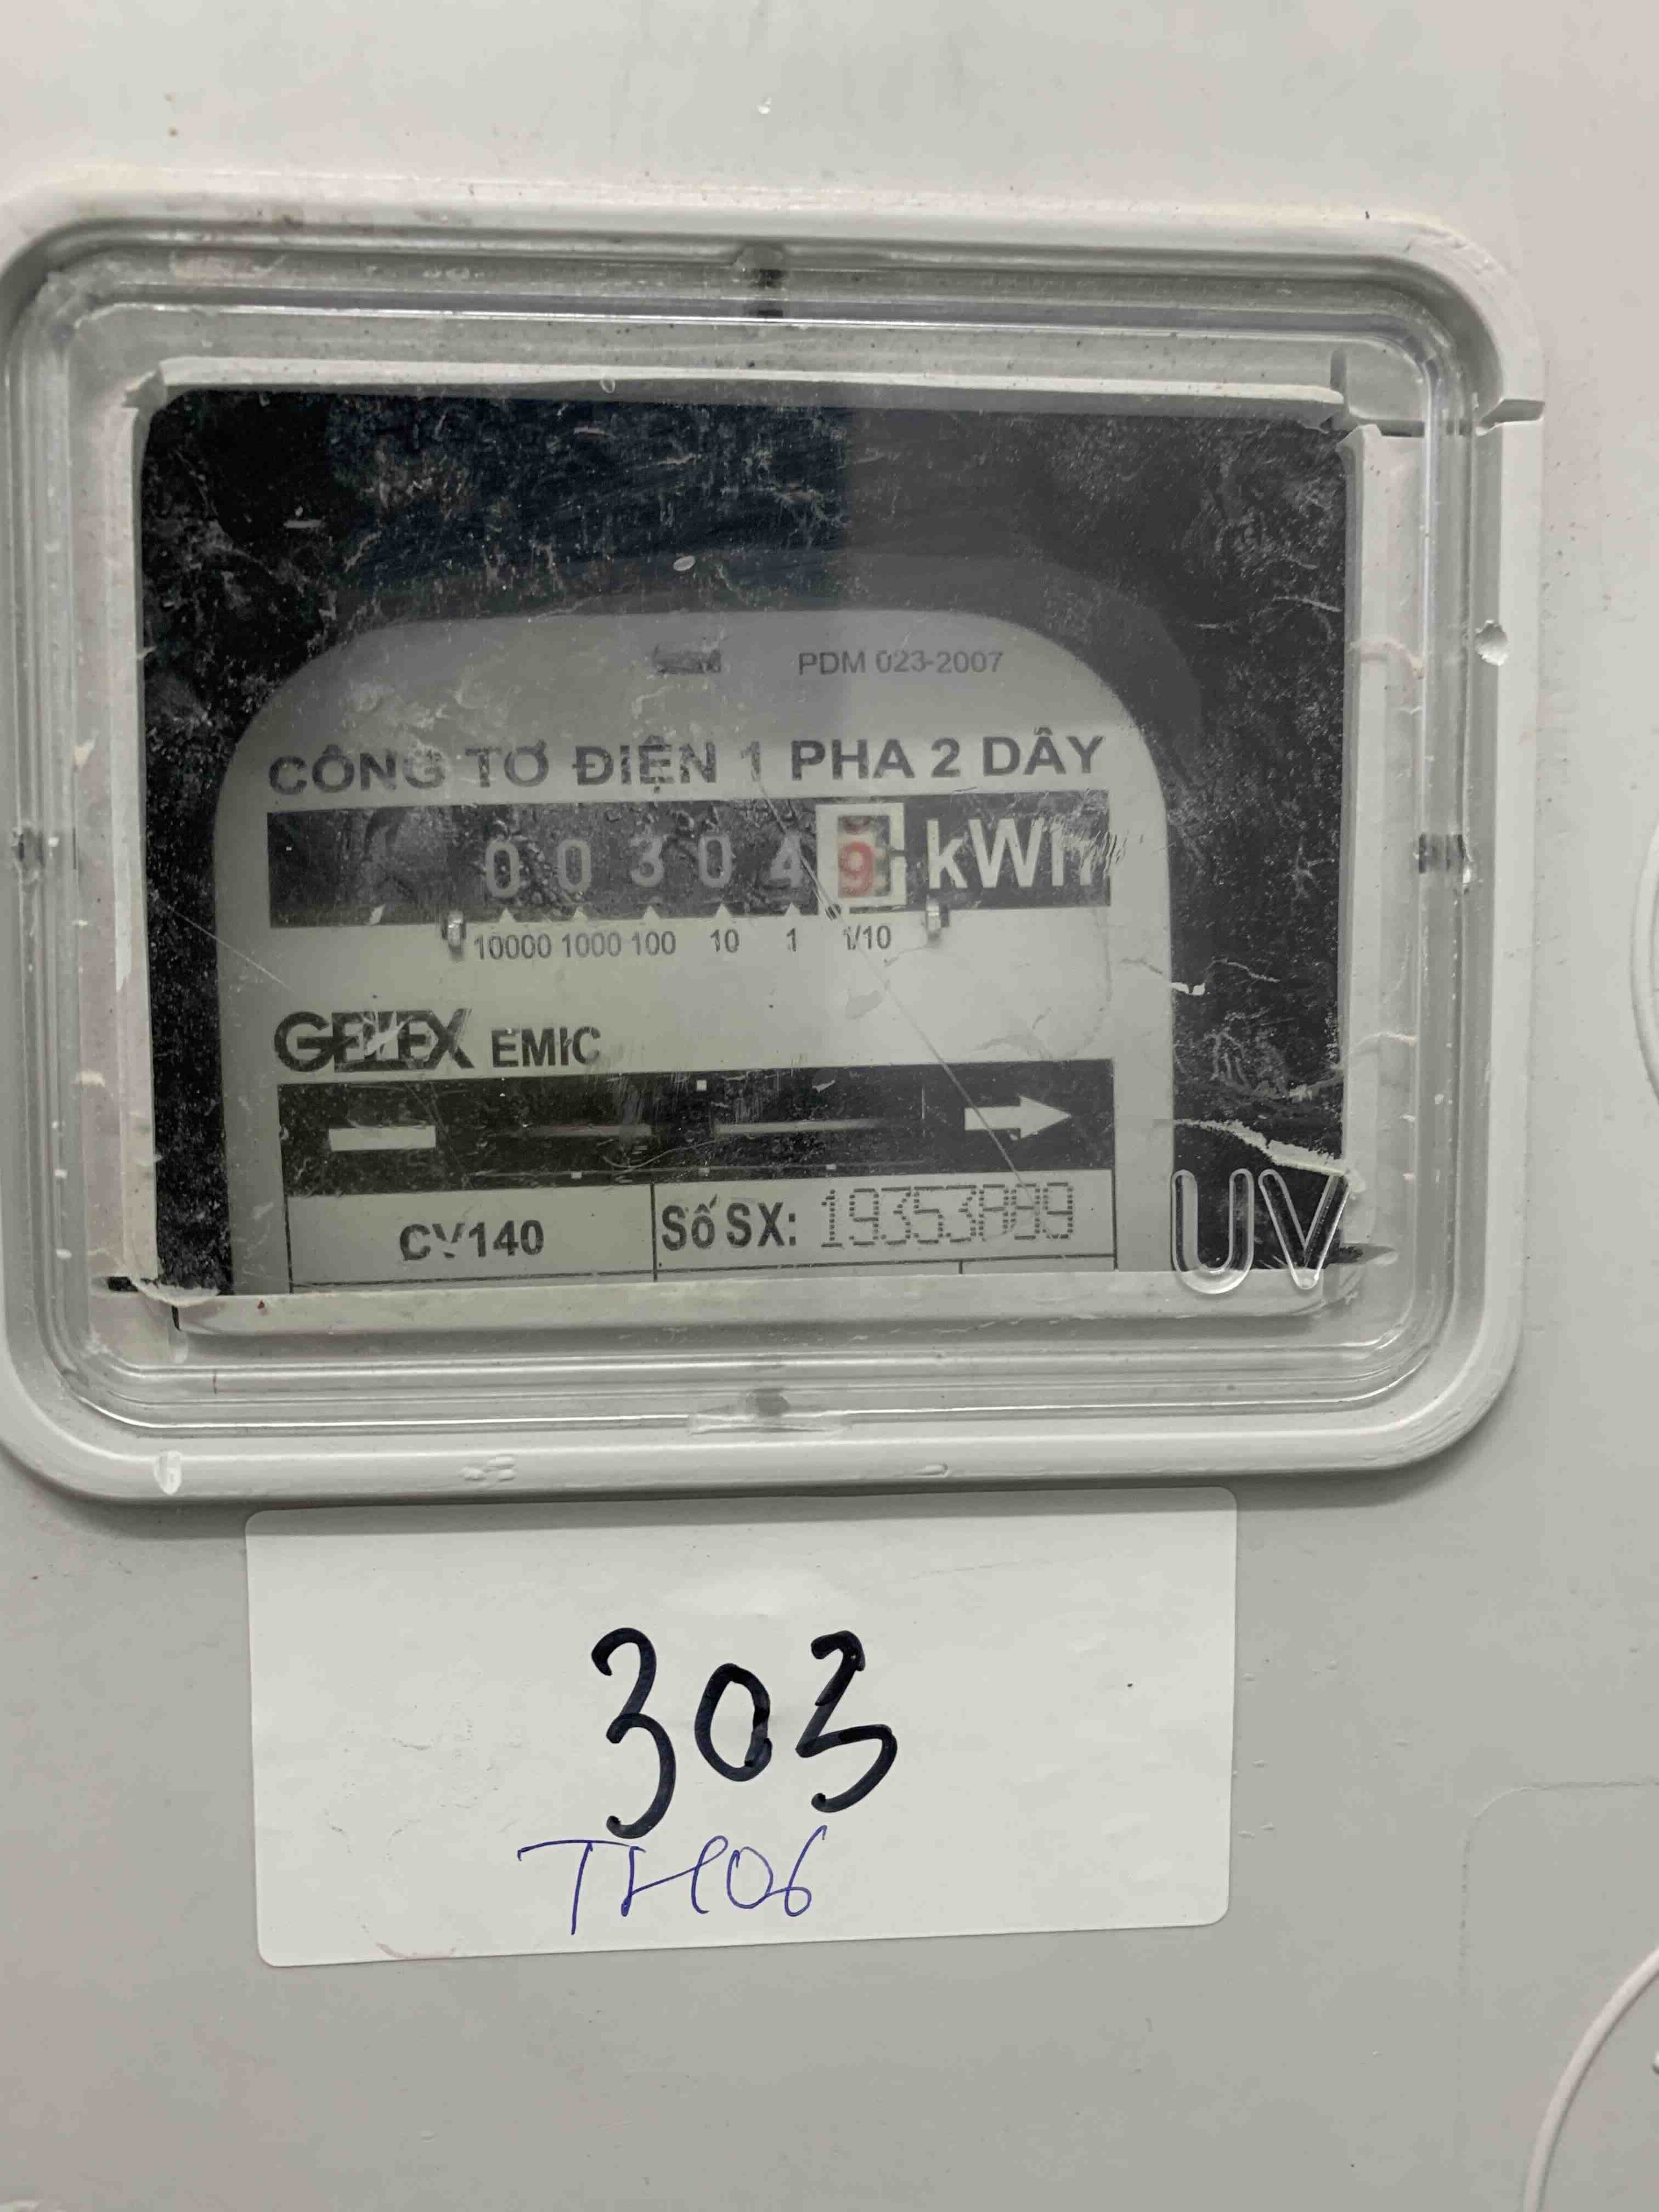 PDM 023-2007
CÔNG TƠ ĐIỆN 1 PHA 2 DÂY
0 0 3 0 4 9 kWh
10000 1000 100 10 1 1/10
GELEX EMIC
CV140
Số SX:
UV
303
TH06